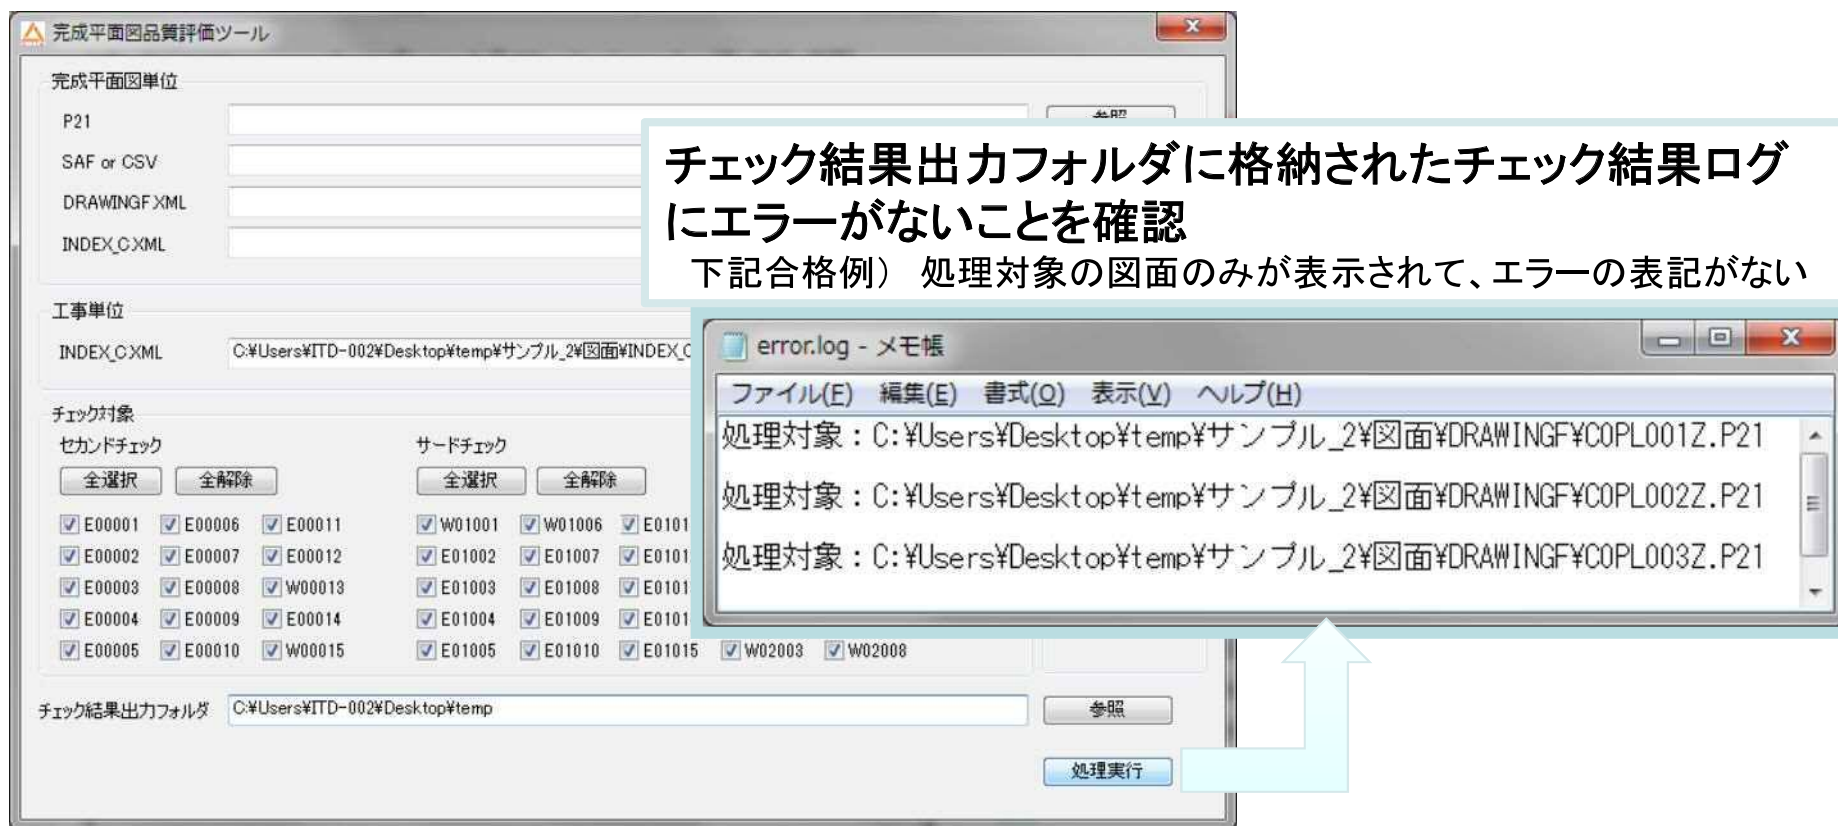 完成平面図品質評価ツール
完成平面図単位
P21
参照
SAF or CSV
DRAWINGF.XML
INDEX_C.XML
チェック結果出力フォルダに格納されたチェック結果ログ
にエラーがないことを確認
下記合格例） 処理対象の図面のみが表示されて、エラーの表記がない
工事単位
INDEX_C.XML C:¥Users¥ITD-002¥Desktop¥temp¥サンプル_2¥図面¥INDEX_C
error.log - メモ帳
ファイル(F) 編集(E) 書式(O) 表示(V) ヘルプ(H)
処理対象：C:¥Users¥Desktop¥temp¥サンプル_2¥図面¥DRAWINGF¥C0PL001Z.P21
処理対象：C:¥Users¥Desktop¥temp¥サンプル_2¥図面¥DRAWINGF¥C0PL002Z.P21
処理対象：C:¥Users¥Desktop¥temp¥サンプル_2¥図面¥DRAWINGF¥C0PL003Z.P21
チェック対象
セカンドチェック サードチェック
全選択 全解除 全選択 全解除
E00001 E00006 E00011 W01001 W01006 E0101
E00002 E00007 E00012 E01002 E01007 E0101
E00003 E00008 W00013 E01003 E01008 E0101
E00004 E00009 E00014 E01004 E01009 E0101
E00005 E00010 W00015 E01005 E01010 E01015 W02003 W02008
チェック結果出力フォルダ C:¥Users¥ITD-002¥Desktop¥temp 参照
処理実行